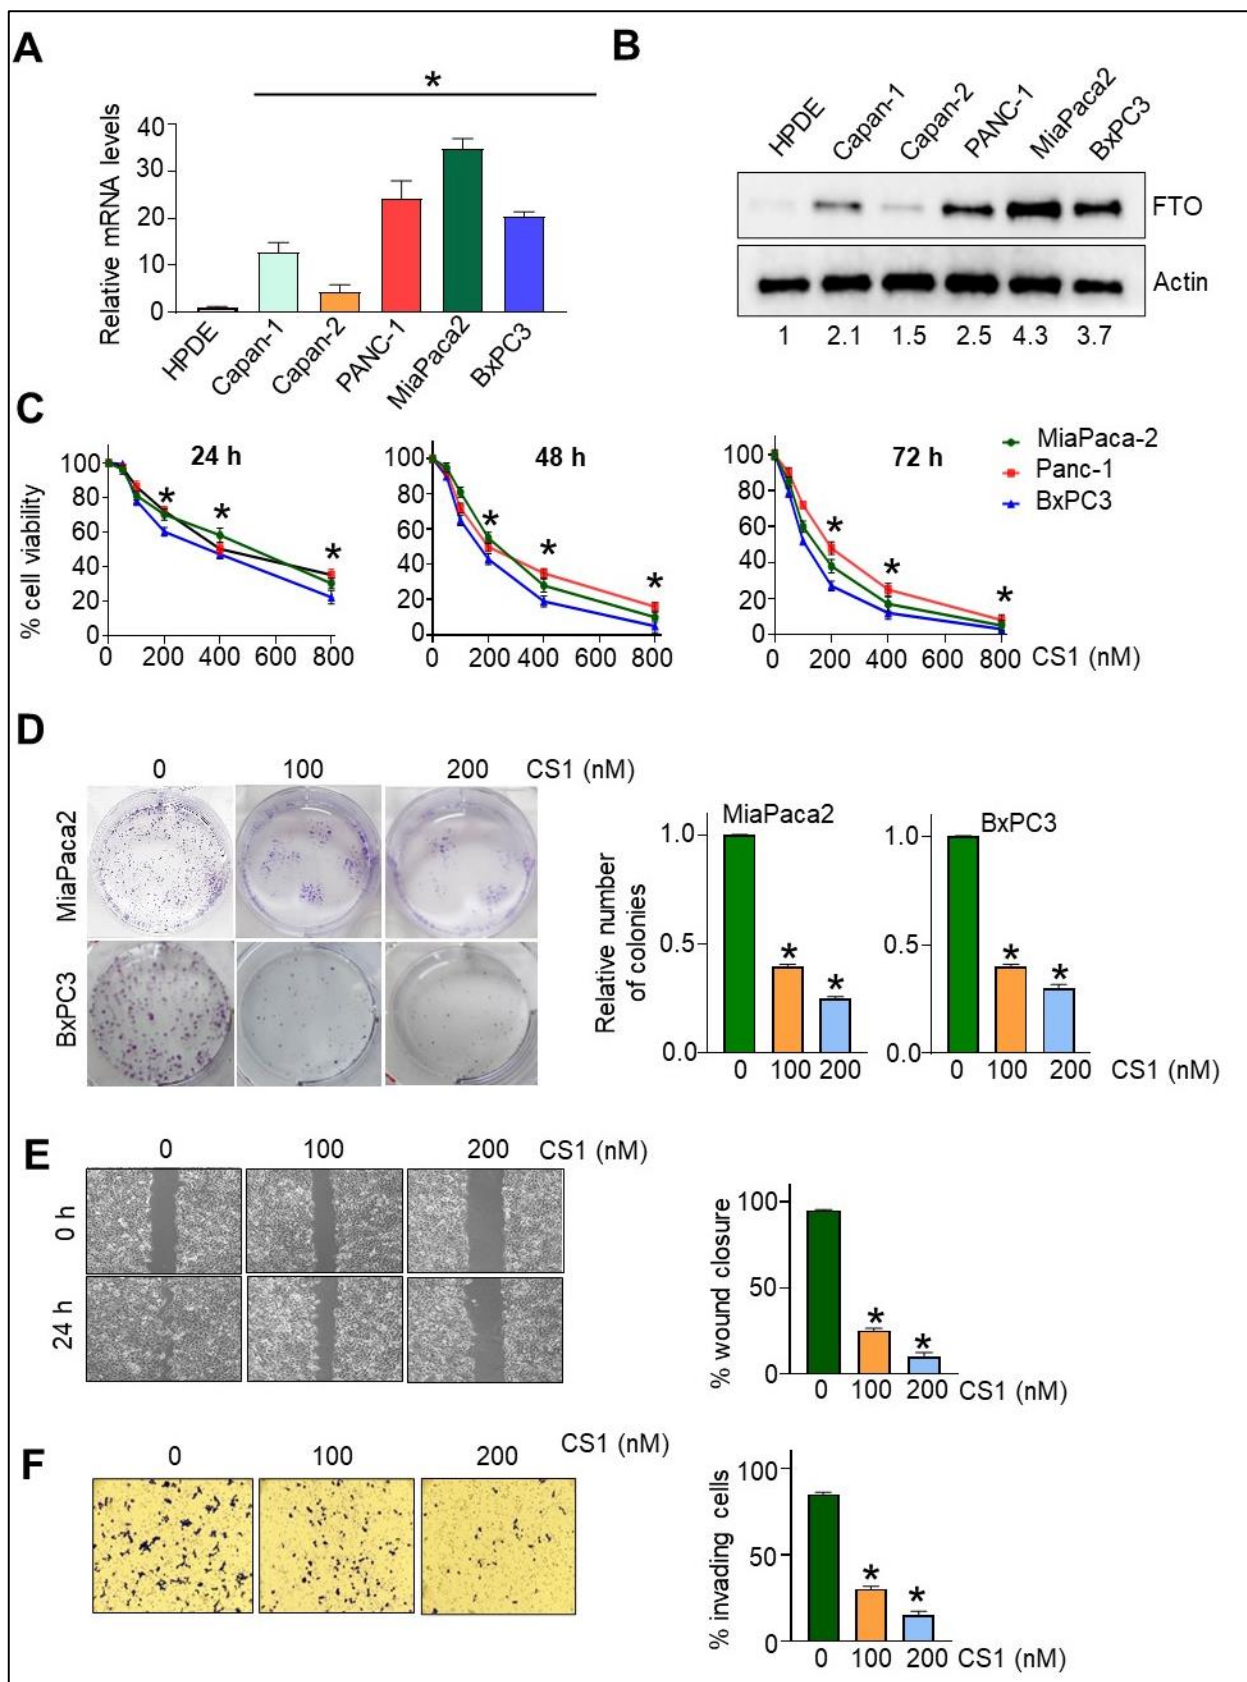 A
*
Relative mRNA levels
40
30
20
10
0
HPDE
Capan-1
Capan-2
PANC-1
MiaPaca2
BxPC3
B
HPDE
Capan-1
Capan-2
PANC-1
MiaPaca2
BxPC3
FTO
Actin
1 2.1 1.5 2.5 4.3 3.7
C
24 h
% cell viability
100
80
60
40
20
0
* * *
0 200 400 600 800
48 h
100
80
60
40
20
0
* * *
0 200 400 600 800
72 h
100
80
60
40
20
0
* * *
0 200 400 600 800
CS1 (nM)
MiaPaca-2
Panc-1
BxPC3
D
0 100 200 CS1 (nM)
MiaPaca2
BxPC3
Relative number
of colonies
MiaPaca2
1.0
0.5
0.0
* *
0 100 200
BxPC3
1.0
0.5
0.0
* *
0 100 200 CS1 (nM)
E
0 100 200 CS1 (nM)
0 h
24 h
% wound closure
100
50
0
* *
0 100 200 CS1 (nM)
F
0 100 200 CS1 (nM)
% invading cells
100
50
0
* *
0 100 200 CS1 (nM)